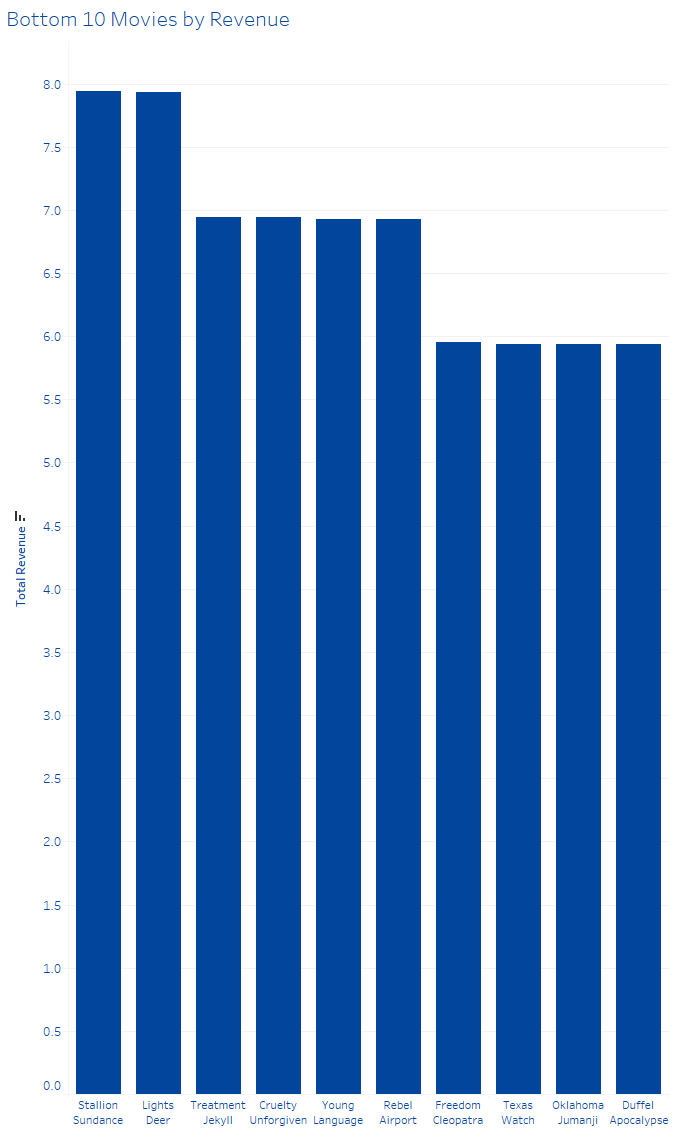 Bottom 10 Movies by Revenue
8.0
7.5
7.0
6.5
6.0
5.5
5.0
4.5
4.0
3.5
3.0
2.5
2.0
1.5
1.0
0.5
0.0
Total Revenue
Stallion Sundance
Lights Deer
Treatment Jekyll
Cruelty Unforgiven
Young Language
Rebel Airport
Freedom Cleopatra
Texas Watch
Oklahoma Jumanji
Duffel Apocalypse